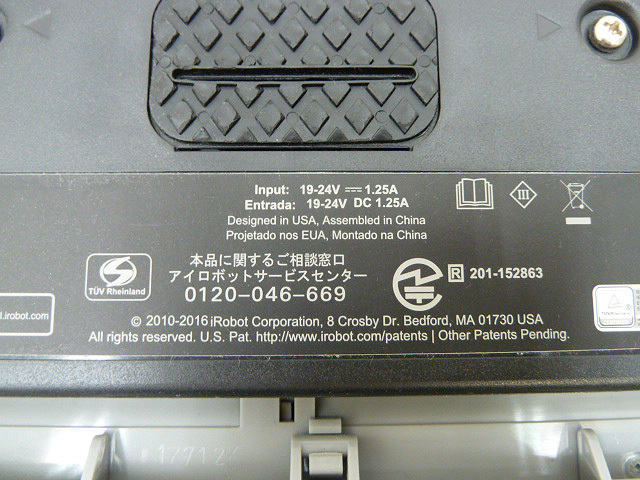 Input: 19-24V ⎓ 1.25A
Entrada: 19-24V DC 1.25A
Designed in USA, Assembled in China
Projetado nos EUA, Montado na China
III
TÜV Rheinland
本品に関するご相談窓口
アイロボットサービスセンター
0120-046-669
R 201-152863
l.irobot.com
© 2010-2016 iRobot Corporation, 8 Crosby Dr. Bedford, MA 01730 USA
All rights reserved. U.S. Pat. http://www.irobot.com/patents | Other Patents Pending.